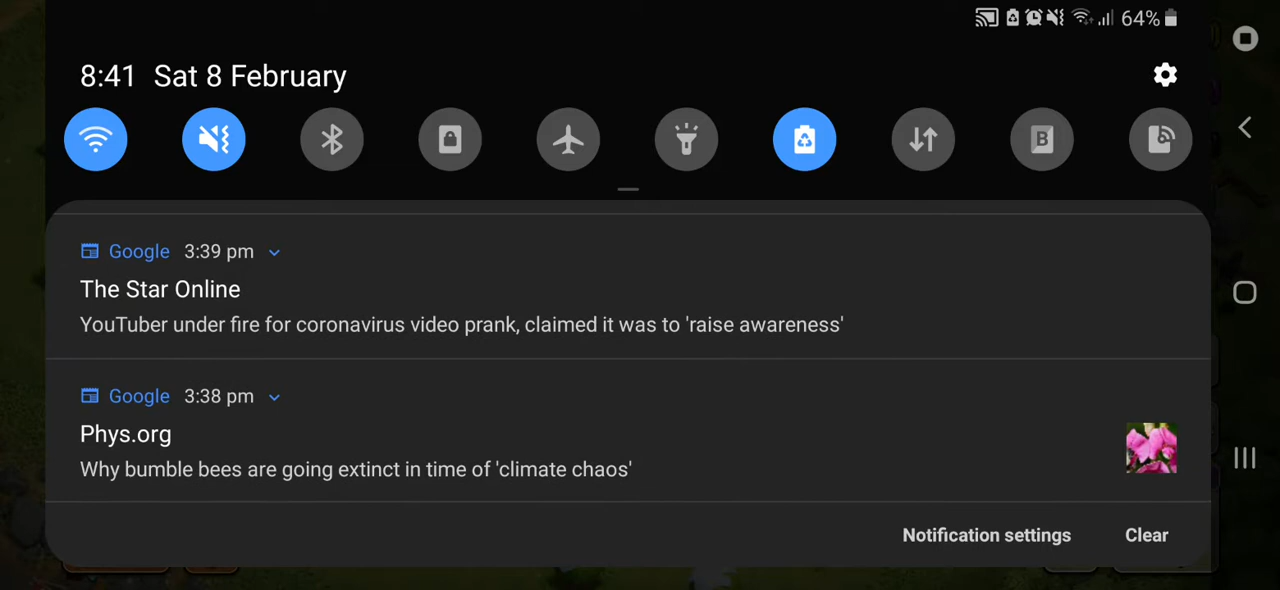 64%
8:41 Sat 8 February
B
Google 3:39 pm
The Star Online
YouTuber under fire for coronavirus video prank, claimed it was to 'raise awareness'
Google 3:38 pm
Phys.org
Why bumble bees are going extinct in time of 'climate chaos'
Notification settings Clear